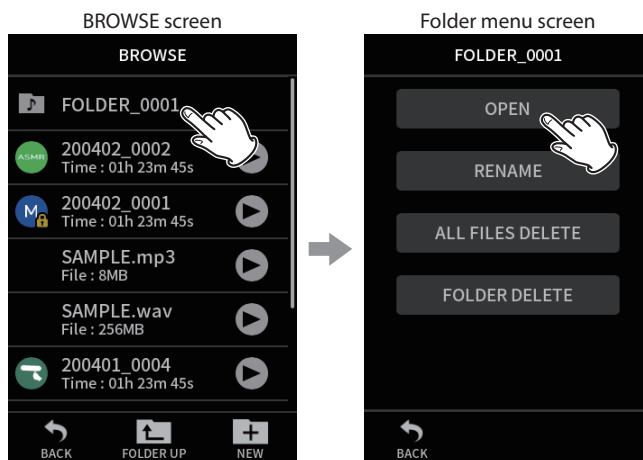 BROWSE screen
BROWSE
FOLDER_0001
ASMR
200402_0002
Time : 01h 23m 45s
M
200402_0001
Time : 01h 23m 45s
SAMPLE.mp3
File : 8MB
SAMPLE.wav
File : 256MB
200401_0004
Time : 01h 23m 45s
BACK
FOLDER UP
NEW
Folder menu screen
FOLDER_0001
OPEN
RENAME
ALL FILES DELETE
FOLDER DELETE
BACK